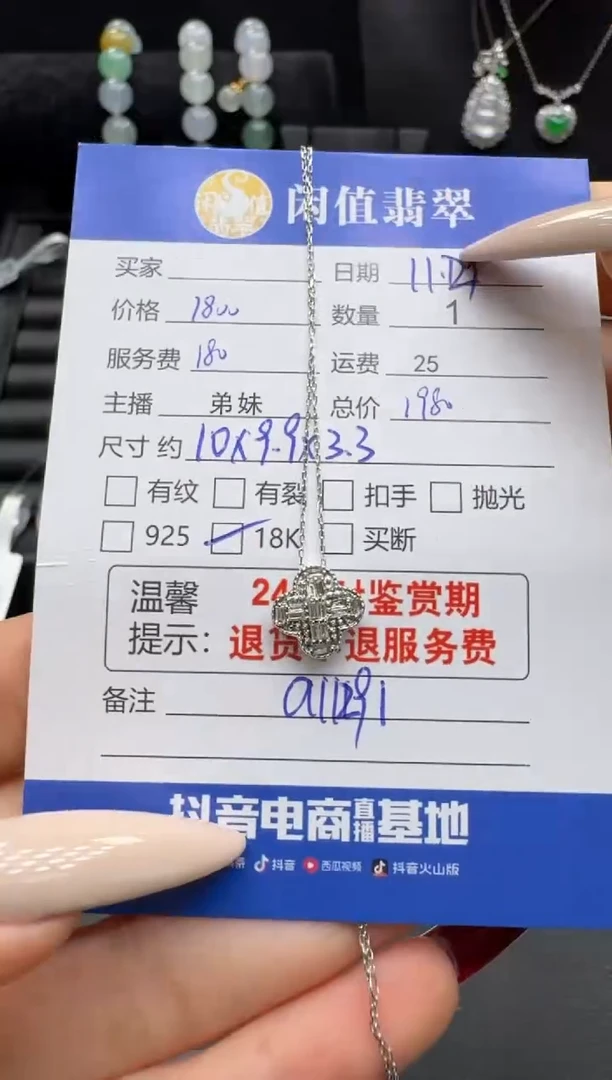 闲值翡翠
买家 日期
价格 1800 数量 1
服务费 180 运费 25
主播 弟妹 总价 1980
尺寸 约 10x9.9x3.3
有纹 有裂 扣手 抛光
925 18K 买断
温馨 24 计鉴赏期
提示: 退货 退服务费
备注
抖音电商直播基地
抖音 西瓜视频 抖音火山版